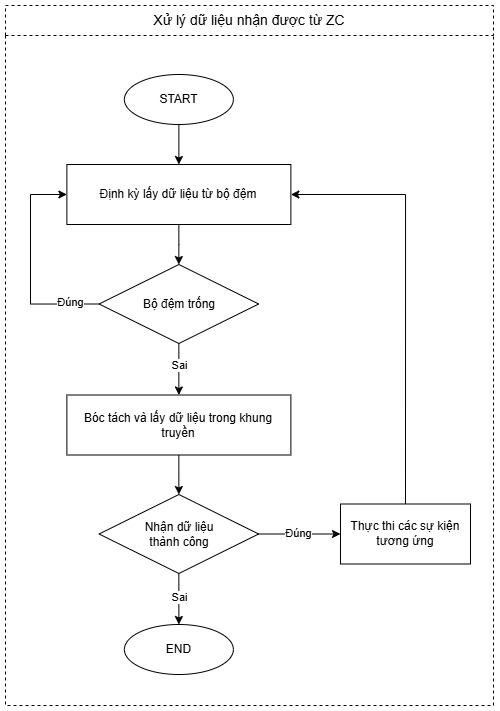 Xử lý dữ liệu nhận được từ ZC
START
Định kỳ lấy dữ liệu từ bộ đệm
Đúng
Bộ đệm trống
Sai
Bóc tách và lấy dữ liệu trong khung
truyền
Nhận dữ liệu
thành công
Đúng
Thực thi các sự kiện
tương ứng
Sai
END